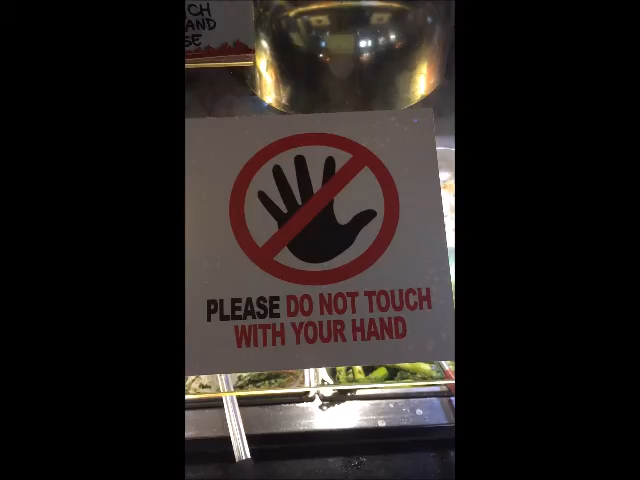 CH
AND
SE
PLEASE DO NOT TOUCH
WITH YOUR HAND